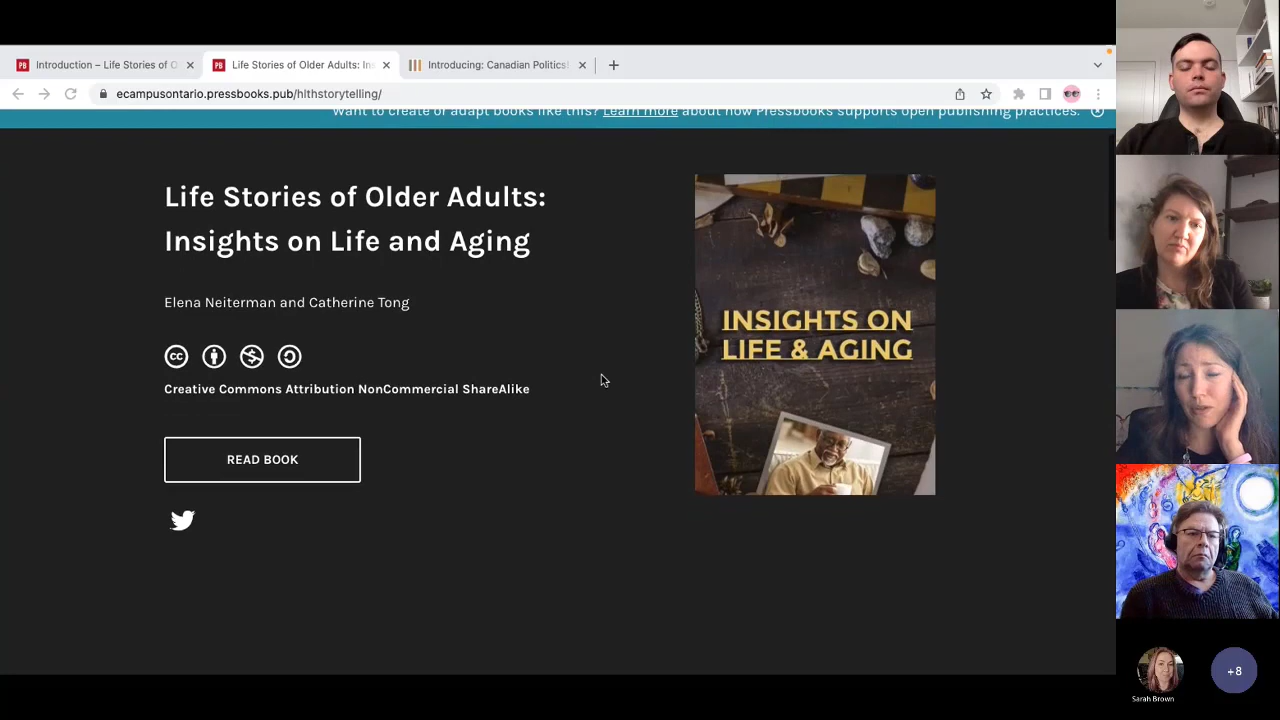 Introduction – Life Stories of O
Life Stories of Older Adults: Ins
Introducing: Canadian Politics!
ecampusontario.pressbooks.pub/hlthstorytelling/
Want to create or adapt books like this? Learn more about how Pressbooks supports open publishing practices.
Life Stories of Older Adults:
Insights on Life and Aging
Elena Neiterman and Catherine Tong
Creative Commons Attribution NonCommercial ShareAlike
READ BOOK
INSIGHTS ON
LIFE & AGING
Sarah Brown
+8